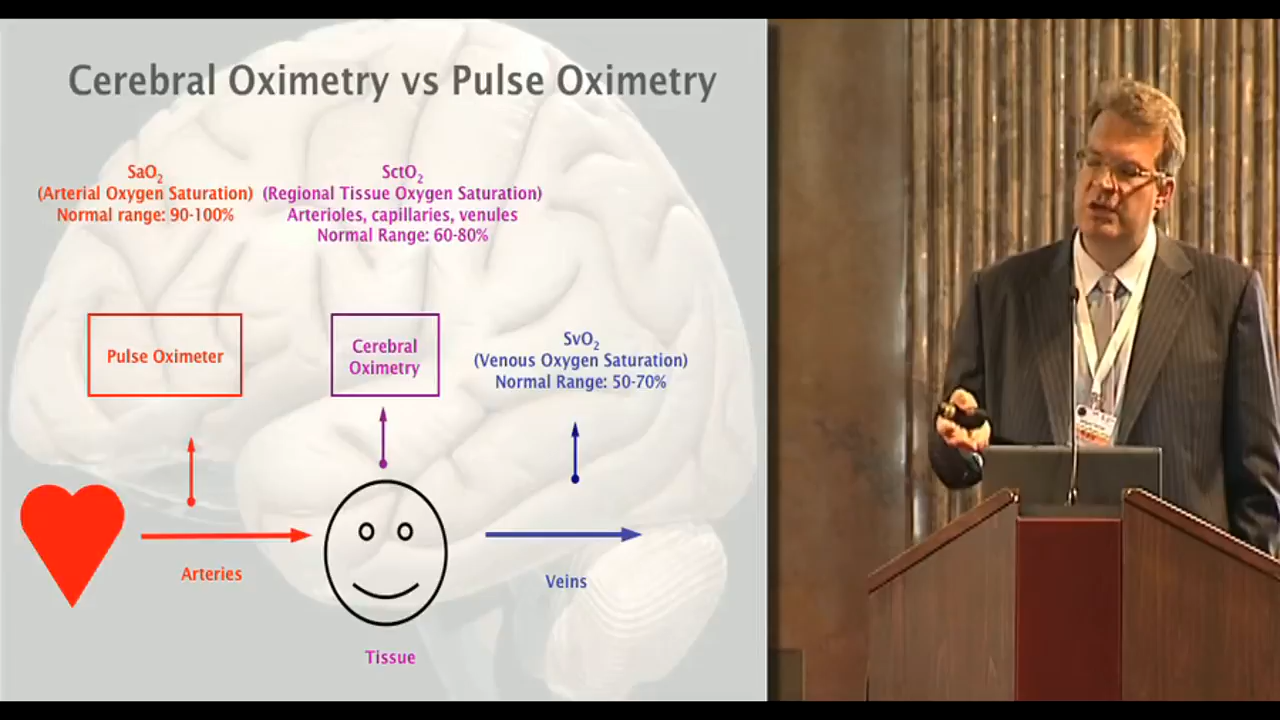 Cerebral Oximetry vs Pulse Oximetry
SaO₂
(Arterial Oxygen Saturation)
Normal range: 90-100%
SctO₂
(Regional Tissue Oxygen Saturation)
Arterioles, capillaries, venules
Normal Range: 60-80%
Pulse Oximeter
Cerebral
Oximetry
SvO₂
(Venous Oxygen Saturation)
Normal Range: 50-70%
Arteries
Veins
Tissue